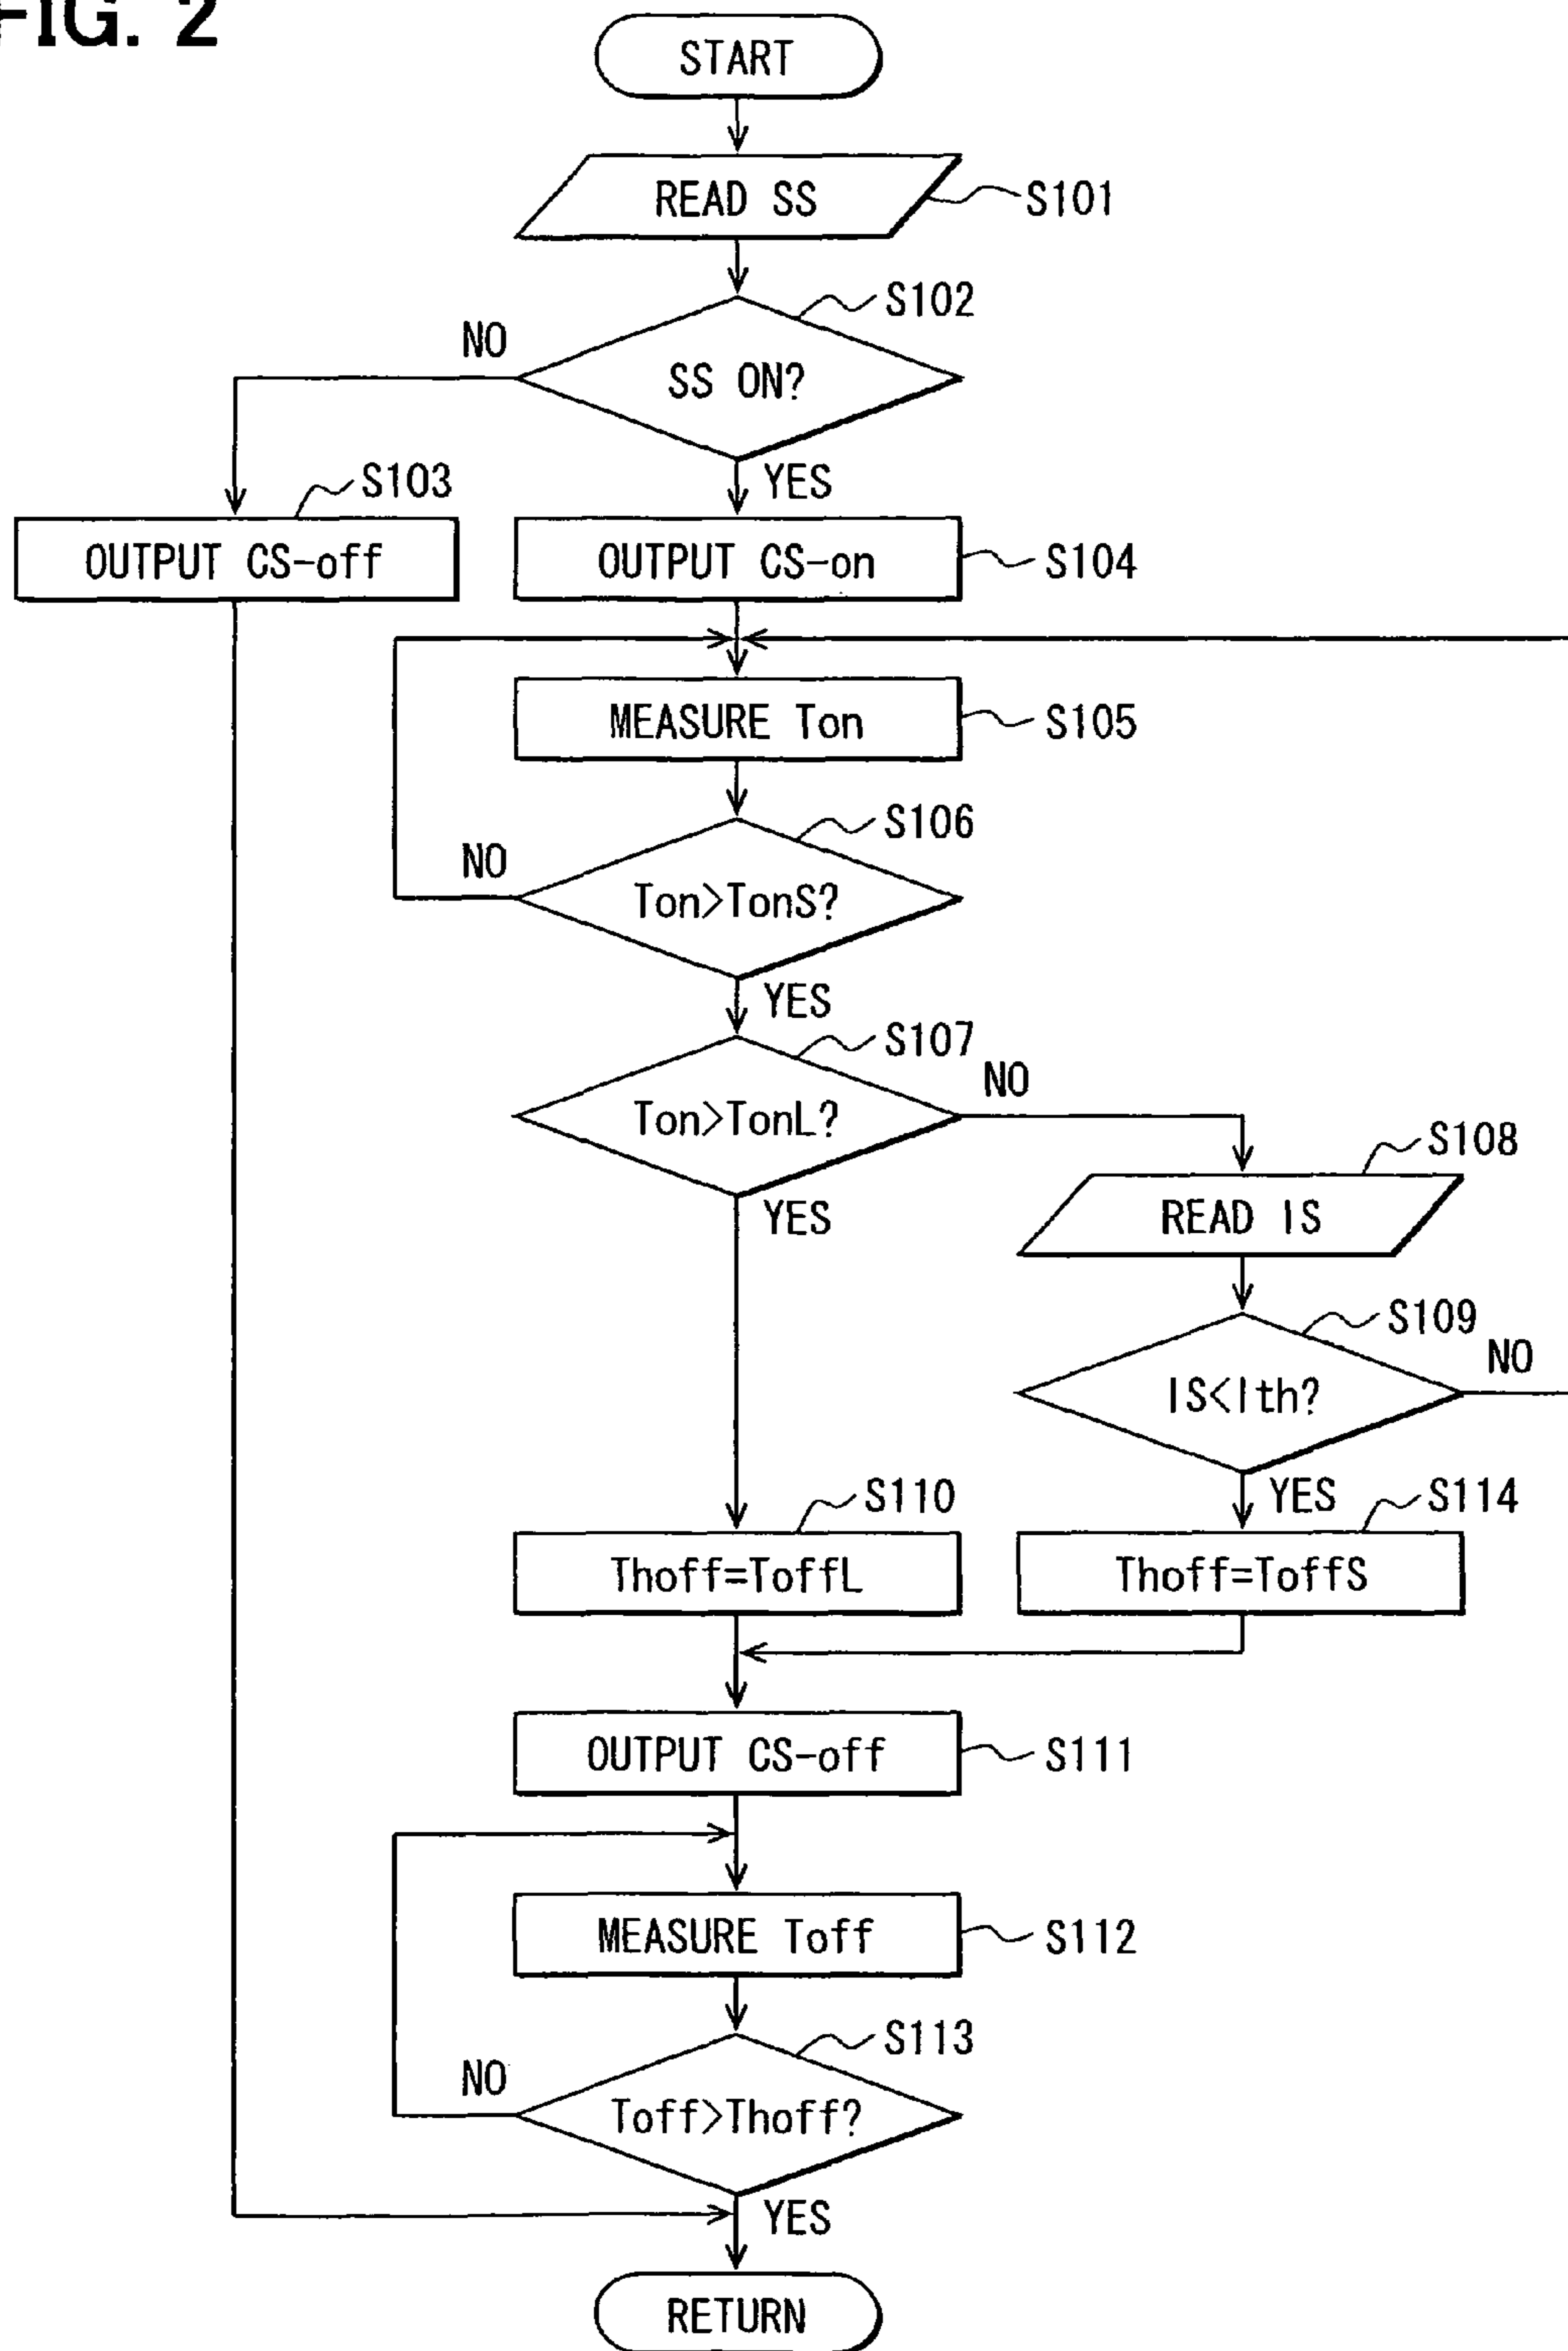 FIG. 2
START
READ SS
S101
S102
NO
SS ON?
YES
S103
OUTPUT CS-off
OUTPUT CS-on
S104
MEASURE Ton
S105
S106
NO
Ton>TonS?
YES
S107
NO
Ton>TonL?
YES
S108
READ IS
S109
NO
IS<Ith?
YES
S110
S114
Thoff=ToffL
Thoff=ToffS
OUTPUT CS-off
S111
MEASURE Toff
S112
S113
NO
Toff>Thoff?
YES
RETURN